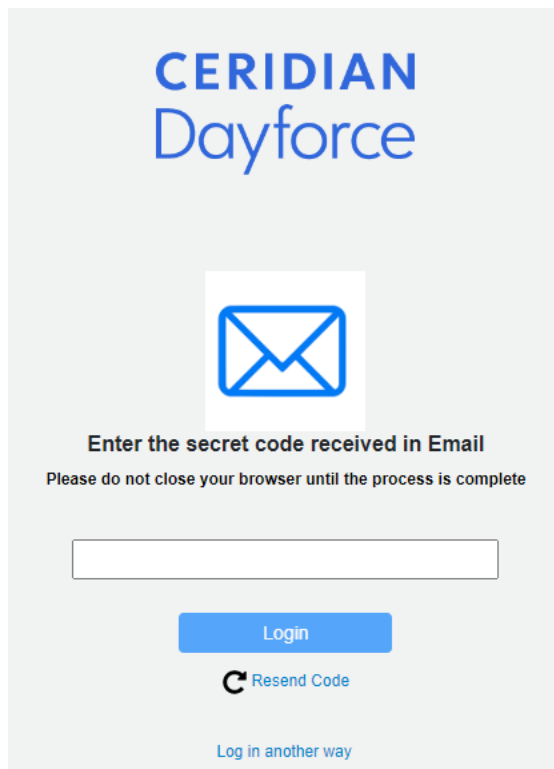 CERIDIAN
Dayforce
Enter the secret code received in Email
Please do not close your browser until the process is complete
Login
Resend Code
Log in another way